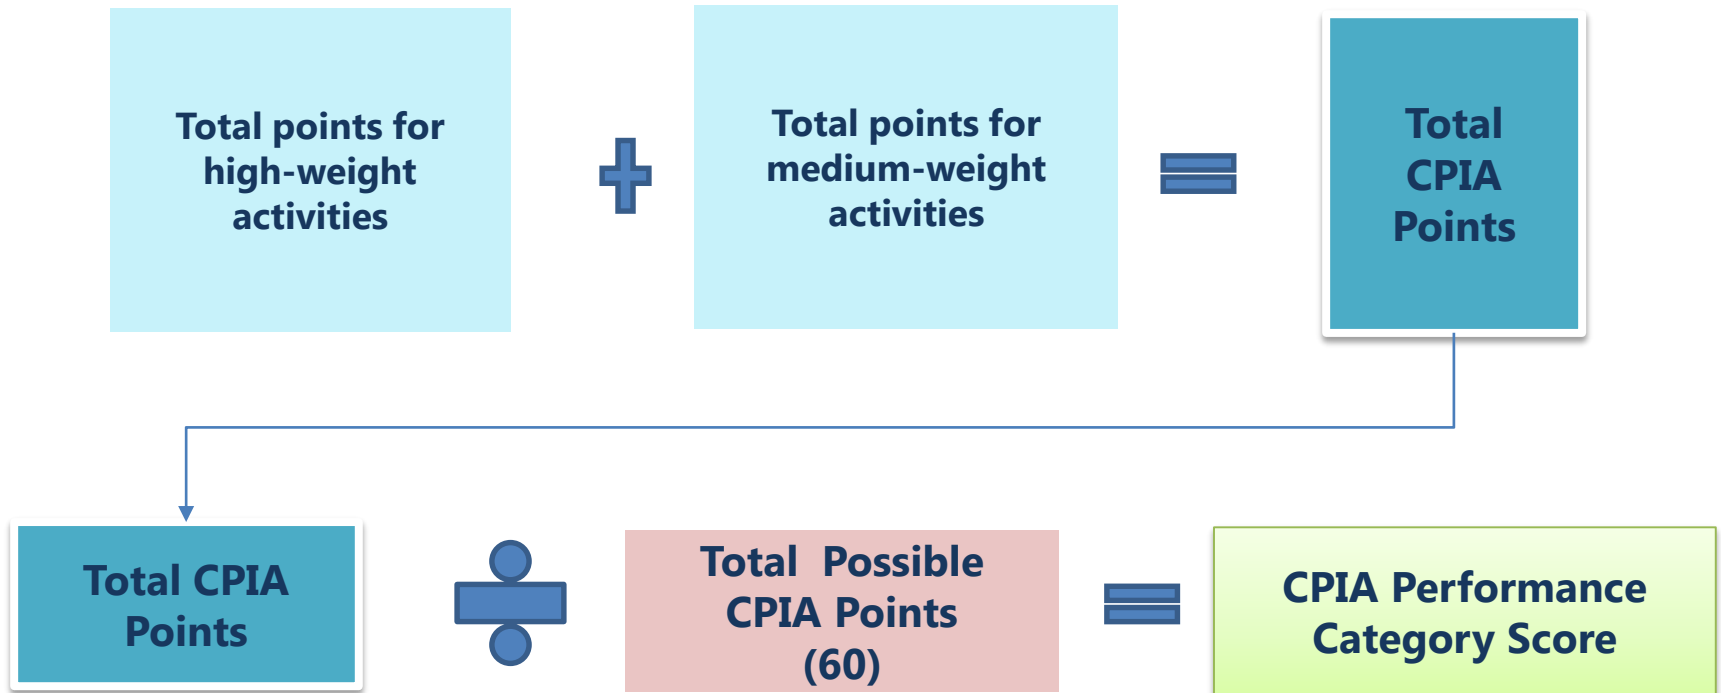 Total points for
high-weight
activities
Total points for
medium-weight
activities
Total
CPIA
Points
Total CPIA
Points
Total Possible
CPIA Points
(60)
CPIA Performance
Category Score